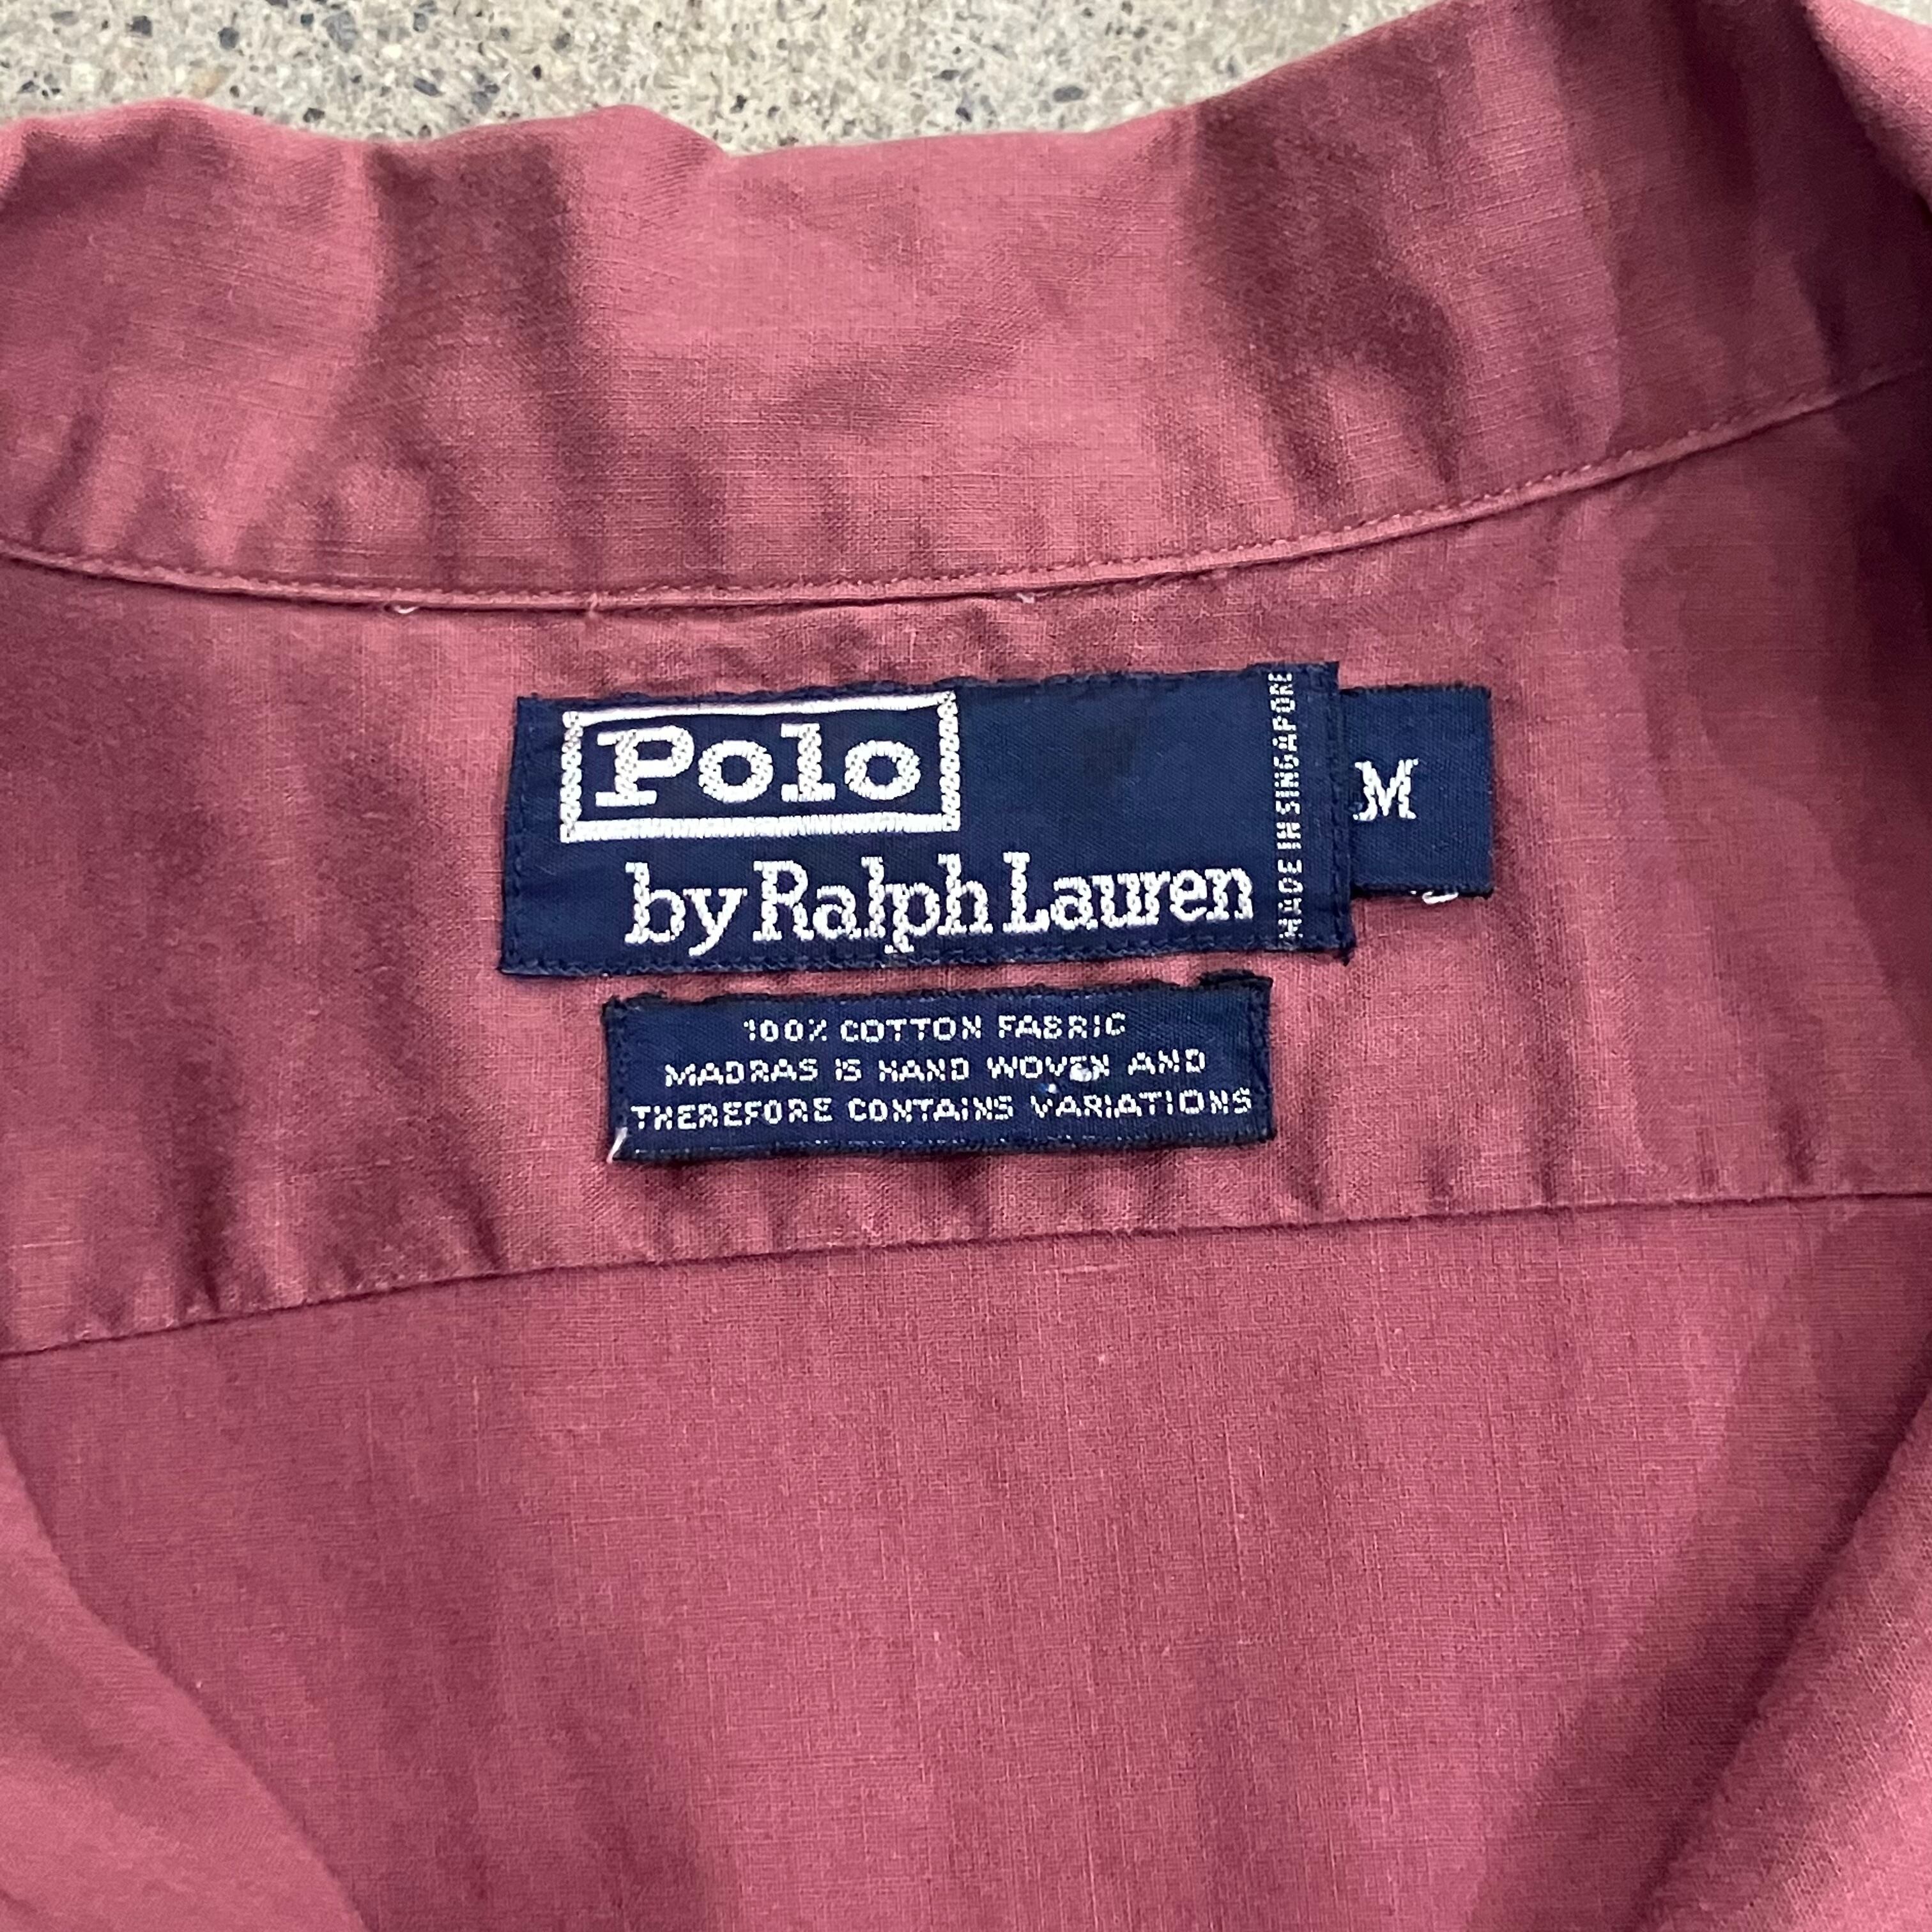 Polo
by Ralph Lauren
MADE IN SINGAPORE
M
100% COTTON FABRIC
MADRAS IS HAND WOVEN AND
THEREFORE CONTAINS VARIATIONS